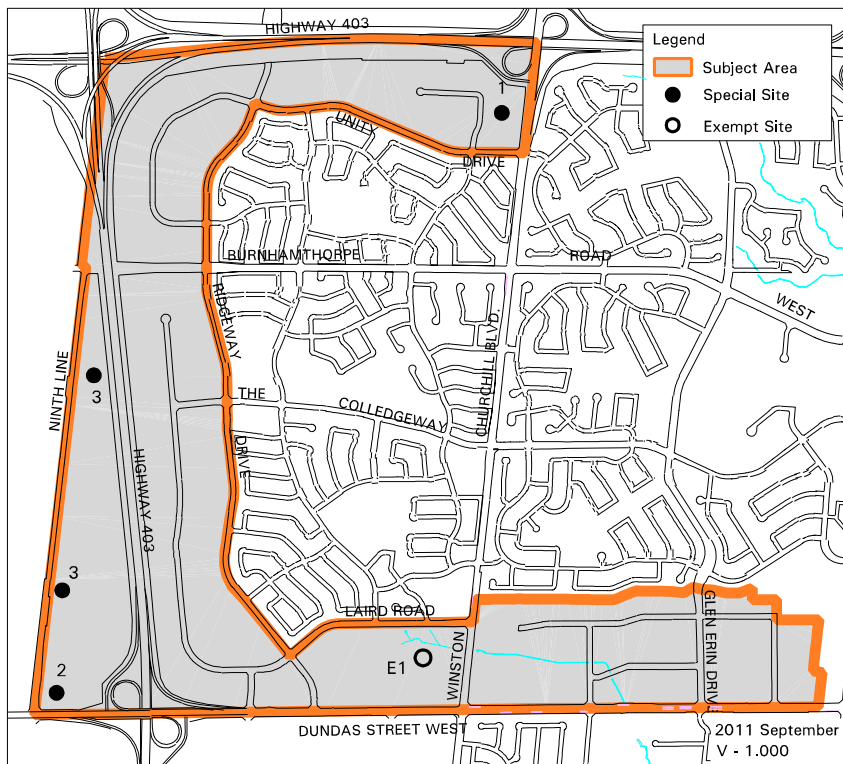 HIGHWAY 403
Legend
Subject Area
Special Site
Exempt Site
1
UNITY
DRIVE
BURNHAMTHORPE
ROAD
WEST
RIDGEWAY
DRIVE
NINTH LINE
3
THE
COLLEDGEWAY
CHURCHILL BLVD.
HIGHWAY 403
3
2
LAIRD ROAD
E1
WINSTON
GLEN ERIN DRIVE
DUNDAS STREET WEST
2011 September
V - 1.000